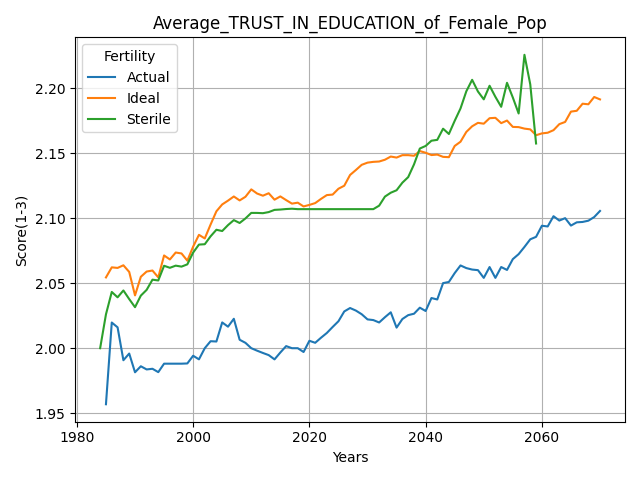 Average_TRUST_IN_EDUCATION_of_Female_Pop
Fertility
Actual
Ideal
Sterile
Score(1-3)
2.20
2.15
2.10
2.05
2.00
1.95
1980
2000
2020
2040
2060
Years